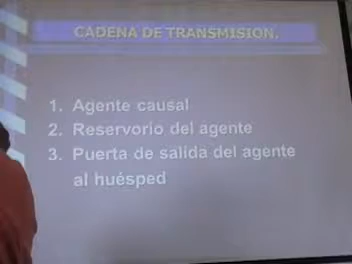 CADENA DE TRANSMISION.
1. Agente causal
2. Reservorio del agente
3. Puerta de salida del agente
al huésped